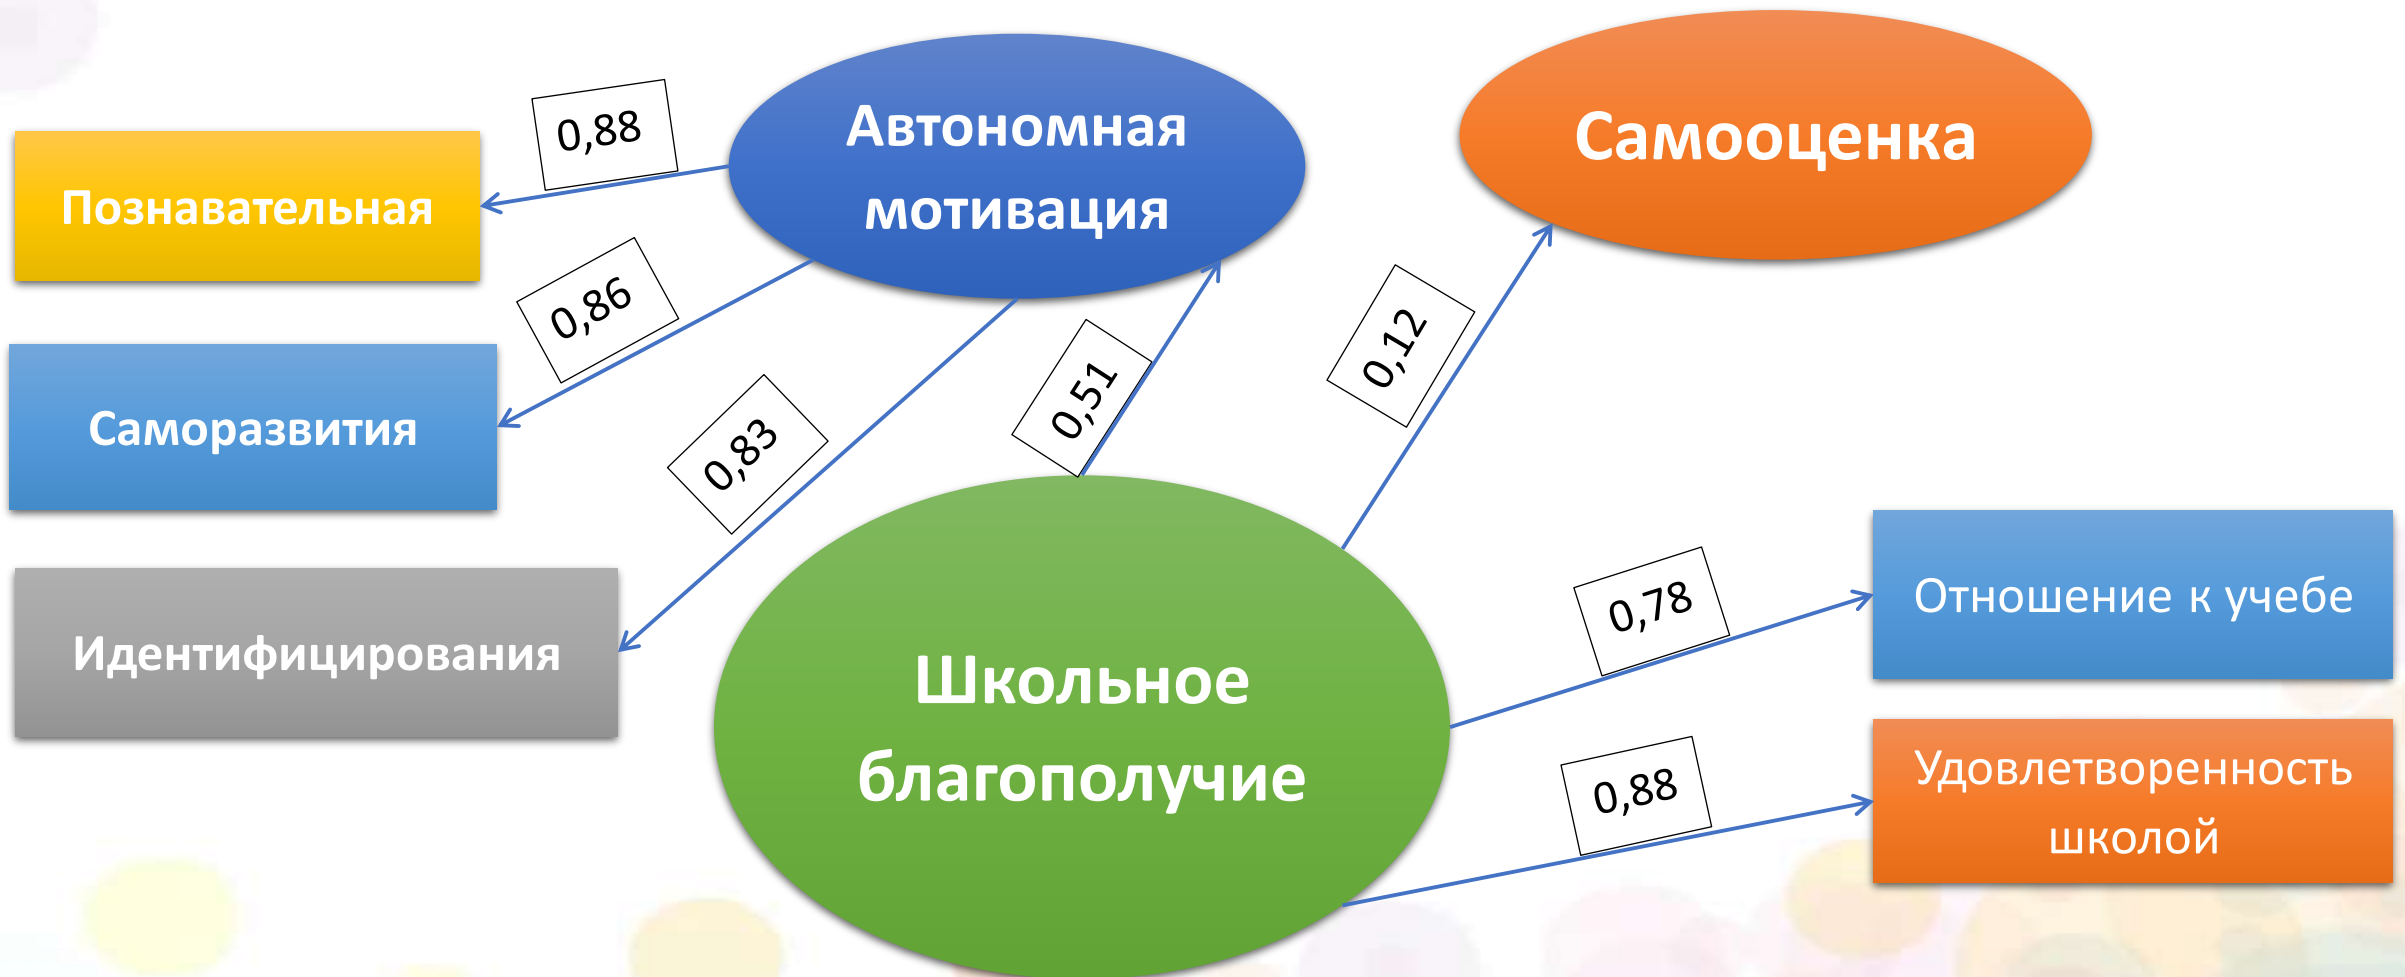 Автономная
мотивация
Самооценка
0,88
Познавательная
0,86
Саморазвития
0,83
0,51
0,12
Идентифицирования
Школьное
благополучие
0,78
Отношение к учебе
0,88
Удовлетворенность
школой